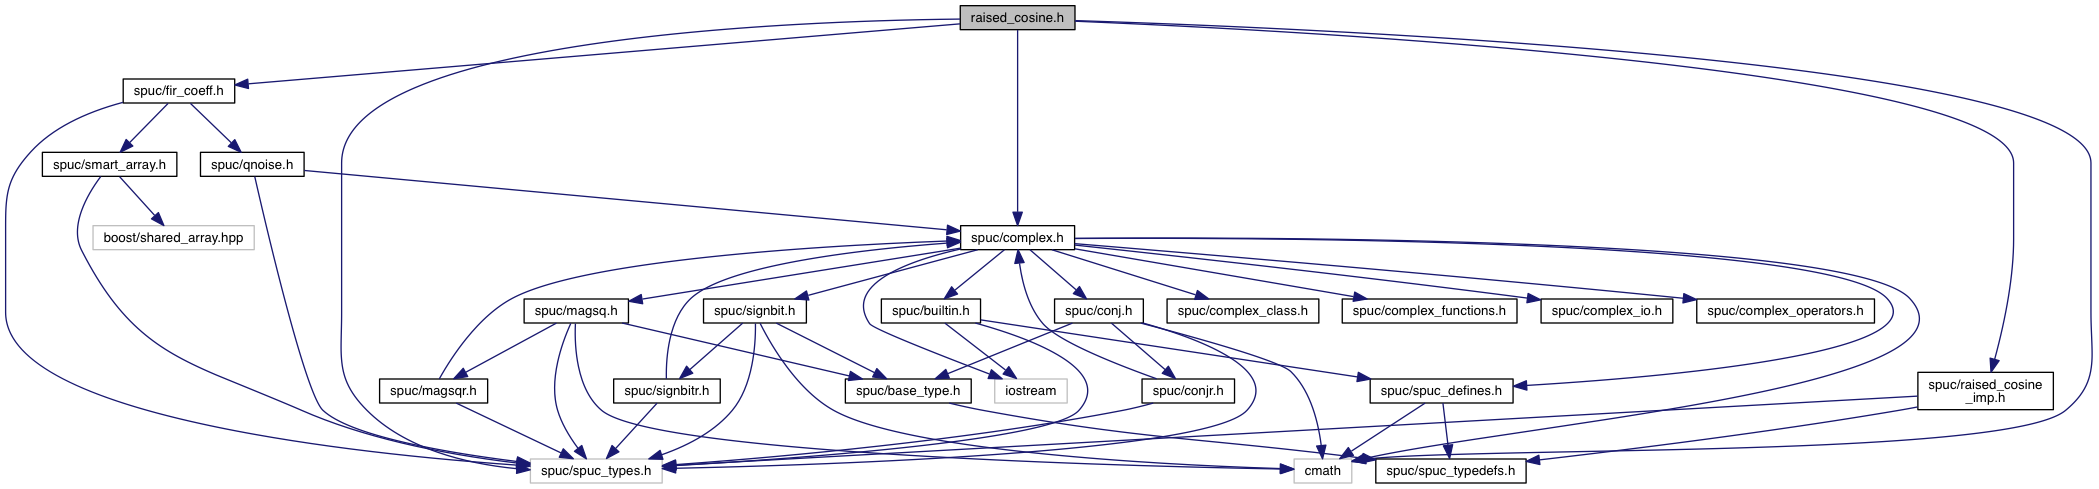 raised_cosine.h
spuc/fir_coeff.h
spuc/smart_array.h
spuc/qnoise.h
boost/shared_array.hpp
spuc/complex.h
spuc/magsq.h
spuc/signbit.h
spuc/builtin.h
spuc/conj.h
spuc/complex_class.h
spuc/complex_functions.h
spuc/complex_io.h
spuc/complex_operators.h
spuc/magsqr.h
spuc/signbitr.h
spuc/base_type.h
iostream
spuc/conjr.h
spuc/spuc_defines.h
spuc/raised_cosine
_imp.h
spuc/spuc_types.h
cmath
spuc/spuc_typedefs.h